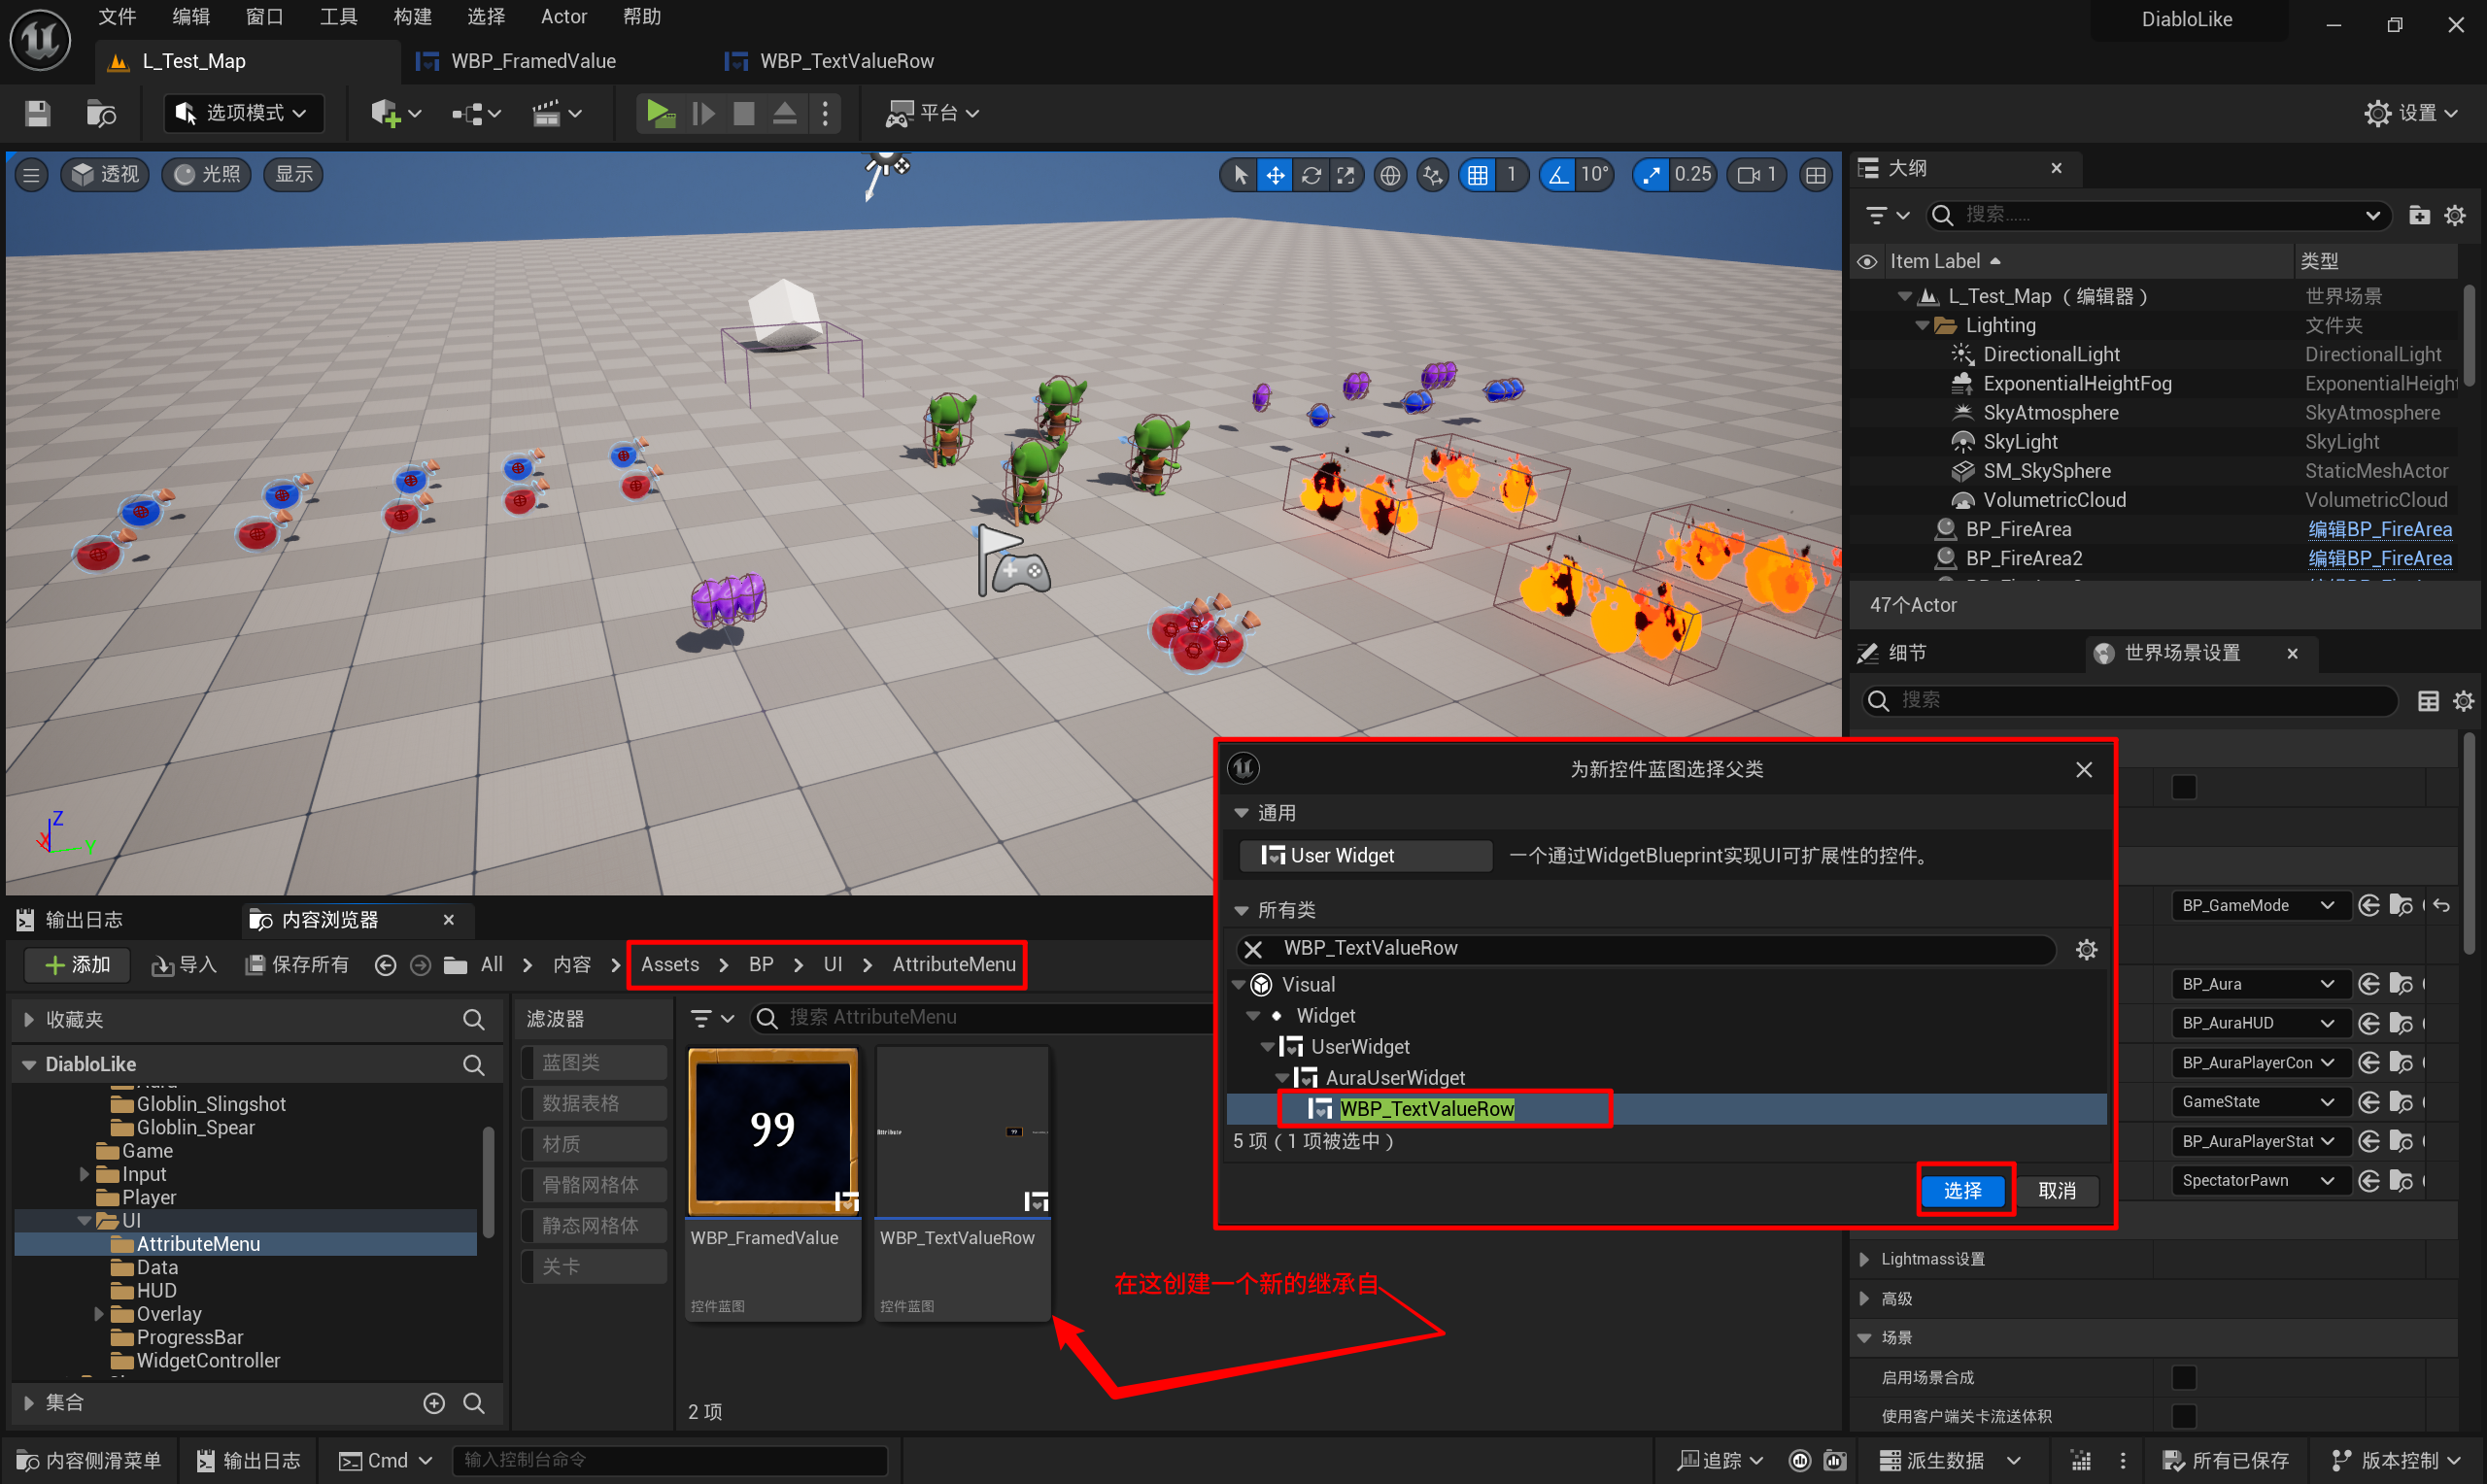 文件 编辑 窗口 工具 构建 选择 Actor 帮助
DiabloLike
L_Test_Map
WBP_FramedValue
WBP_TextValueRow
选项模式
平台
设置
透视
光照
显示
1
10°
0.25
1
大纲
搜索......
Item Label
类型
L_Test_Map （编辑器）
世界场景
Lighting
文件夹
DirectionalLight
DirectionalLight
ExponentialHeightFog
ExponentialHeight
SkyAtmosphere
SkyAtmosphere
SkyLight
SkyLight
SM_SkySphere
StaticMeshActor
VolumetricCloud
VolumetricCloud
BP_FireArea
编辑BP_FireArea
BP_FireArea2
编辑BP_FireArea
47个Actor
细节
世界场景设置
搜索
Z
X
Y
为新控件蓝图选择父类
通用
User Widget
一个通过WidgetBlueprint实现UI可扩展性的控件。
所有类
WBP_TextValueRow
Visual
Widget
UserWidget
AuraUserWidget
WBP_TextValueRow
5 项（1 项被选中）
选择
取消
BP_GameMode
BP_Aura
BP_AuraHUD
BP_AuraPlayerCon
GameState
BP_AuraPlayerStat
SpectatorPawn
Lightmass设置
高级
场景
启用场景合成
使用客户端关卡流送体积
输出日志
内容浏览器
添加
导入
保存所有
All
内容
Assets
BP
UI
AttributeMenu
收藏夹
DiabloLike
Globlin_Slingshot
Globlin_Spear
Game
Input
Player
UI
AttributeMenu
Data
HUD
Overlay
ProgressBar
WidgetController
集合
滤波器
蓝图类
数据表格
材质
骨骼网格体
静态网格体
关卡
搜索 AttributeMenu
99
WBP_FramedValue
控件蓝图
Attribute
99
WBP_TextValueRow
控件蓝图
在这创建一个新的继承自
2 项
内容侧滑菜单
输出日志
Cmd
输入控制台命令
追踪
派生数据
所有已保存
版本控制